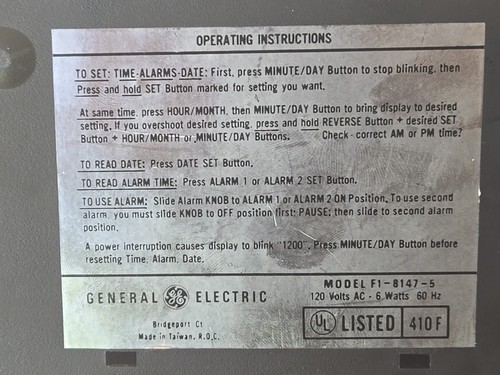 OPERATING INSTRUCTIONS
TO SET: TIME-ALARMS-DATE: First, press MINUTE/DAY Button to stop blinking, then
Press and hold SET Button marked for setting you want.
At same time, press HOUR/MONTH, then MINUTE/DAY Button to bring display to desired
setting. If you overshoot desired setting, press and hold REVERSE Button + desired SET
Button + HOUR/MONTH or MINUTE/DAY Buttons. Check-correct AM or PM time?
TO READ DATE: Press DATE SET Button.
TO READ ALARM TIME: Press ALARM 1 or ALARM 2 SET Button.
TO USE ALARM: Slide Alarm KNOB to ALARM 1 or ALARM 2 ON Position. To use second
alarm, you must slide KNOB to OFF position first; PAUSE; then slide to second alarm
position.
A power interruption causes display to blink "1200". Press MINUTE/DAY Button before
resetting Time, Alarm, Date.
GENERAL GE ELECTRIC
Bridgeport Ct
Made in Taiwan, R.O.C.
MODEL F1-8147-5
120 Volts AC - 6 Watts 60 Hz
UL LISTED 410F